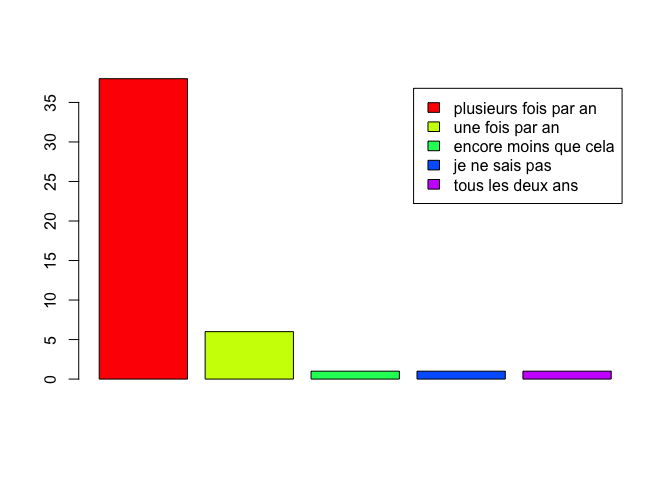 35
30
25
20
15
10
5
0
plusieurs fois par an
une fois par an
encore moins que cela
je ne sais pas
tous les deux ans